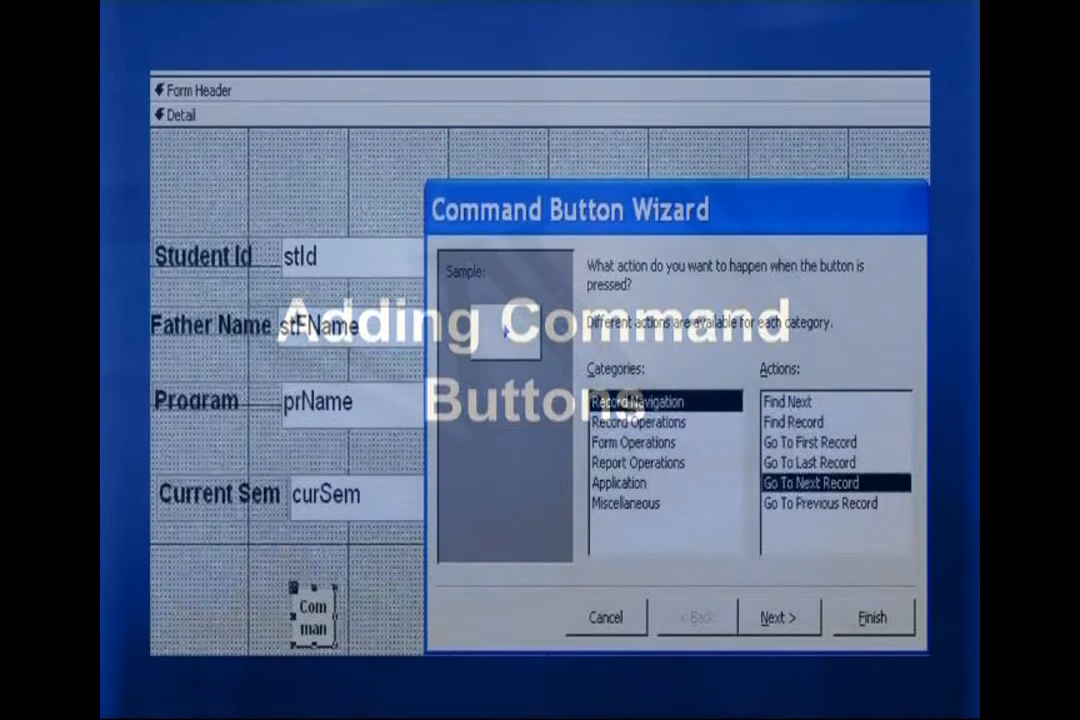 Form Header
Detail
Command Button Wizard
Student Id stId
Sample:
What action do you want to happen when the button is
pressed?
Adding Command
Buttons
Father Name stFName
Different actions are available for each category.
Categories:
Actions:
Program prName
Record Navigation
Record Operations
Form Operations
Report Operations
Application
Miscellaneous
Find Next
Find Record
Go To First Record
Go To Last Record
Go To Next Record
Go To Previous Record
Current Sem curSem
Com
man
Cancel < Back Next > Finish